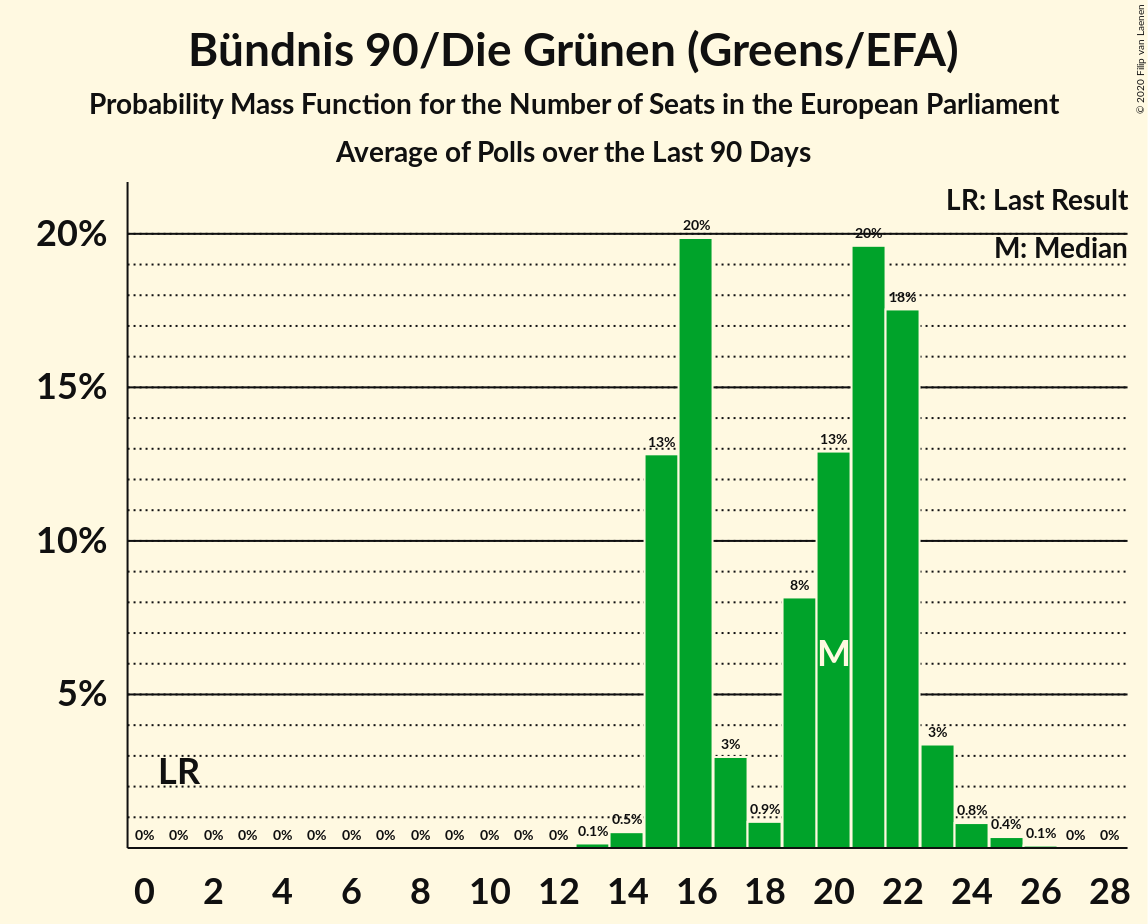 Bündnis 90/Die Grünen (Greens/EFA)
Probability Mass Function for the Number of Seats in the European Parliament
Average of Polls over the Last 90 Days
© 2020 Filip van Laenen
LR: Last Result
M: Median
20%
15%
10%
5%
LR
M
0% 0% 0% 0% 0% 0% 0% 0% 0% 0% 0% 0% 0% 0.1% 0.5% 13% 20% 3% 0.9% 8% 13% 20% 18% 3% 0.8% 0.4% 0.1% 0% 0%
0 2 4 6 8 10 12 14 16 18 20 22 24 26 28